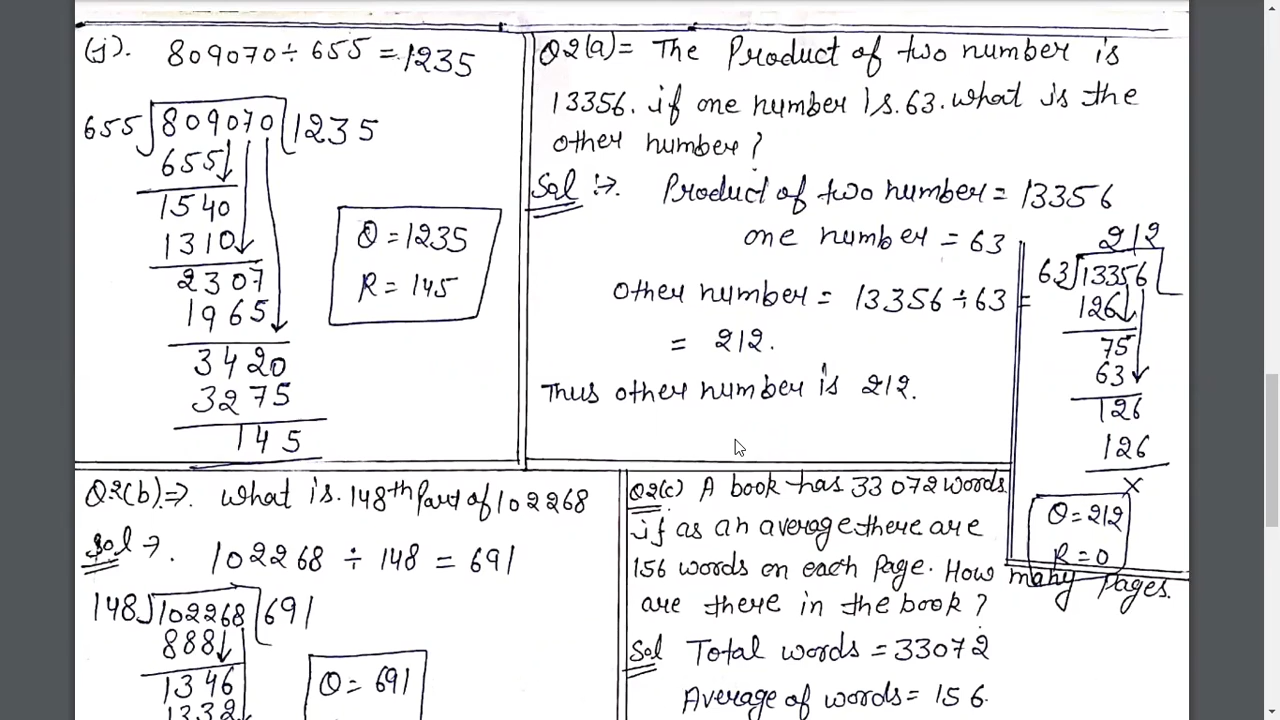 (j). 809070 ÷ 655 = 1235
655 809070 1235
655
1540
1310
2307
1965
3420
3275
145
Q = 1235
R = 145
Q2(a) = The Product of two number is
13356. if one number is. 63. what is the
other number?
Sol :→. Product of two number = 13356
one number = 63
other number = 13356 ÷ 63 =
= 212.
Thus other number is 212.
212
63 13356
126
75
63
126
126
x
Q = 212
R = 0
Q2(b) ⇒. what is. 148th Part of 102268
Sol →. 102268 ÷ 148 = 691
148 102268 691
888
1346
1332
Q = 691
Q2(c) A book has 33072 words.
if as an average there are
156 words on each Page. How many Pages.
are there in the book?
Sol Total words = 33072
Average of words = 156.